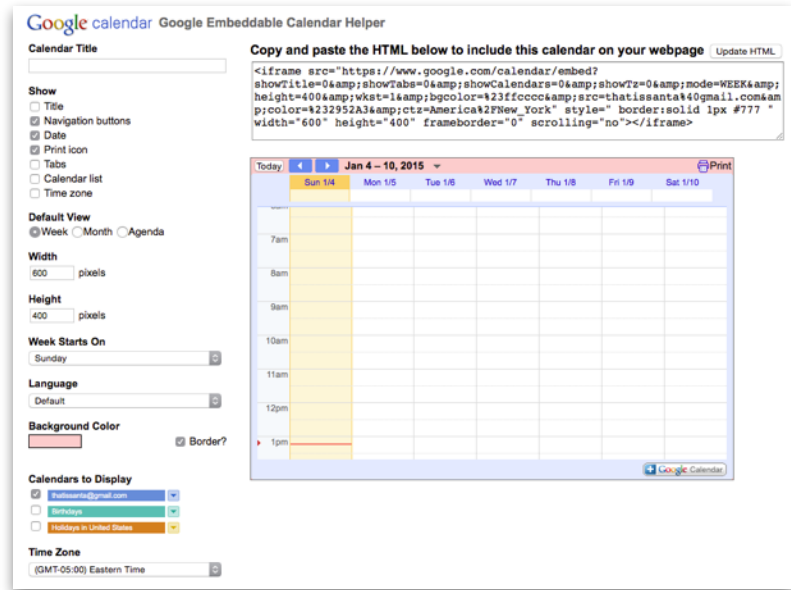 Google calendar Google Embeddable Calendar Helper
Calendar Title
Show
Title
Navigation buttons
Date
Print icon
Tabs
Calendar list
Time zone
Default View
Week Month Agenda
Width
600 pixels
Height
400 pixels
Week Starts On
Sunday
Language
Default
Background Color
Border?
Calendars to Display
thatissanta@gmail.com
Birthdays
Holidays in United States
Time Zone
(GMT-05:00) Eastern Time
Copy and paste the HTML below to include this calendar on your webpage Update HTML
<iframe src="https://www.google.com/calendar/embed?
showTitle=0&amp;showTabs=0&amp;showCalendars=0&amp;showTz=0&amp;mode=WEEK&amp;
height=400&amp;wkst=1&amp;bgcolor=%23ffcccc&amp;src=thatissanta%40gmail.com&am
p;color=%232952A3&amp;ctz=America%2FNew_York" style=" border:solid 1px #777 "
width="600" height="400" frameborder="0" scrolling="no"></iframe>
Today Jan 4 – 10, 2015 Print
Sun 1/4 Mon 1/5 Tue 1/6 Wed 1/7 Thu 1/8 Fri 1/9 Sat 1/10
7am
8am
9am
10am
11am
12pm
1pm
Google Calendar